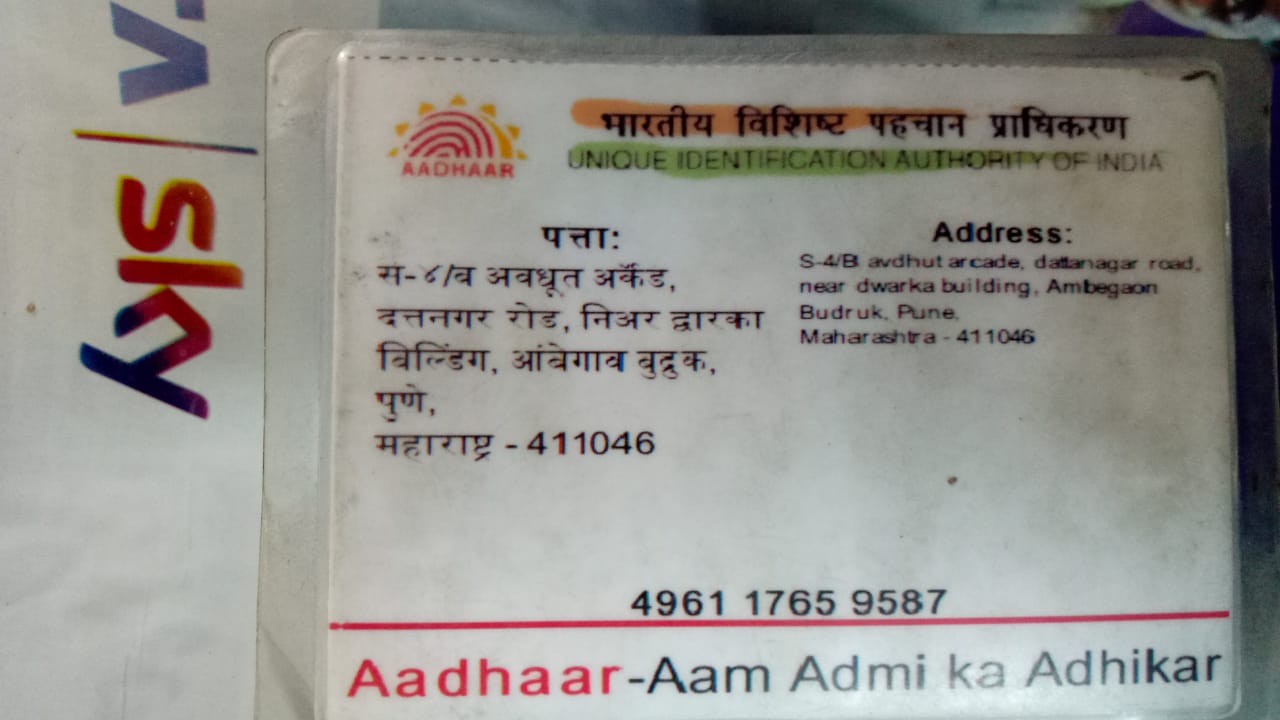 sky
AADHAAR
भारतीय विशिष्ट पहचान प्राधिकरण
UNIQUE IDENTIFICATION AUTHORITY OF INDIA
पत्ता:
स-४/ब अवधूत अर्केड,
दत्तनगर रोड, निअर द्वारका
बिल्डिंग, आंबेगाव बुद्रुक,
पुणे,
महाराष्ट्र - 411046
Address:
S-4/B avdhut arcade, dattanagar road,
near dwarka building, Ambegaon
Budruk, Pune,
Maharashtra - 411046
4961 1765 9587
Aadhaar-Aam Admi ka Adhikar